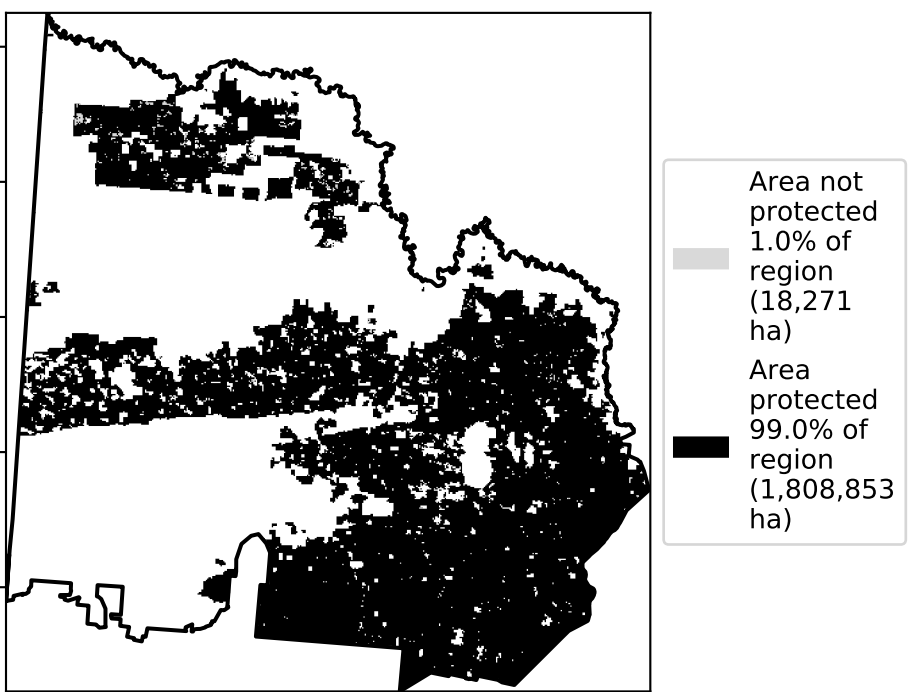 Area not
protected
1.0% of
region
(18,271
ha)
Area
protected
99.0% of
region
(1,808,853
ha)